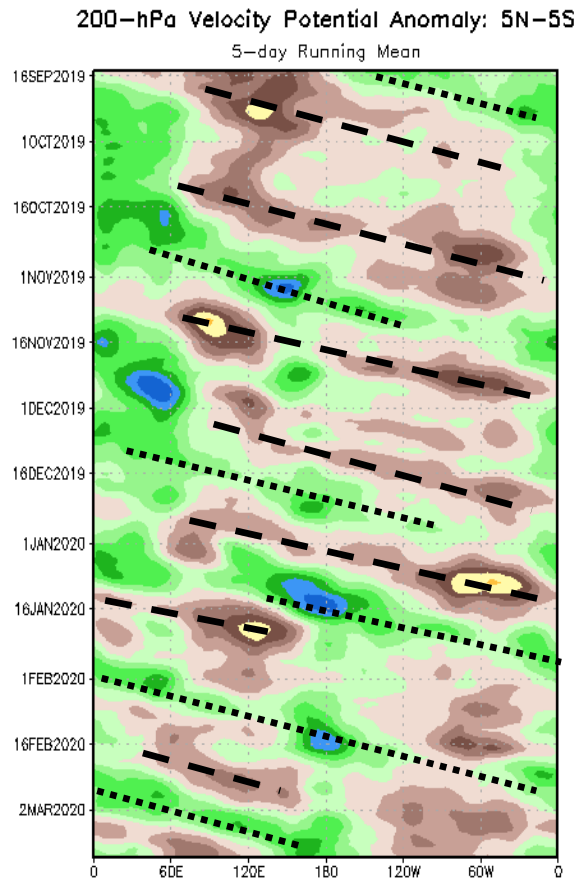 200-hPa Velocity Potential Anomaly: 5N-5S
5-day Running Mean
16SEP2019
1OCT2019
16OCT2019
1NOV2019
16NOV2019
1DEC2019
16DEC2019
1JAN2020
16JAN2020
1FEB2020
16FEB2020
2MAR2020
0 60E 120E 180 120W 60W 0